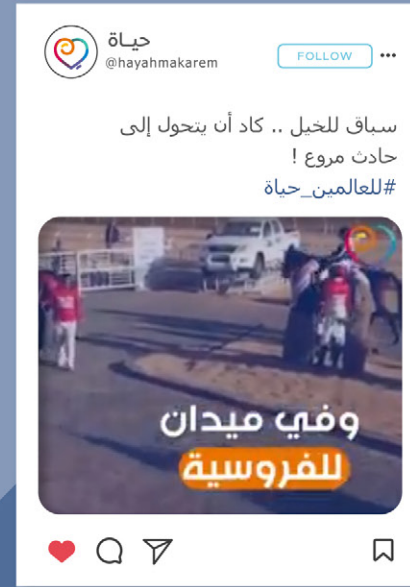 حياة
@hayahmakarem
FOLLOW
سباق للخيل .. كاد أن يتحول إلى
حادث مروع !
#للعالمين_حياة
وفي ميدان
للفروسية